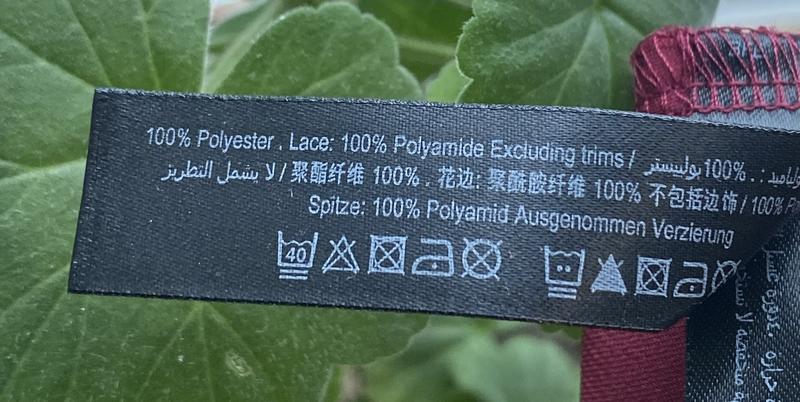 100% Polyester . Lace: 100% Polyamide Excluding trims / بوليستر 100%
لا يشمل التطريز / 聚酯纤维 100% . 花边: 聚酰胺纤维 100% 不包括边饰 / 100%
Spitze: 100% Polyamid Ausgenommen Verzierung
40